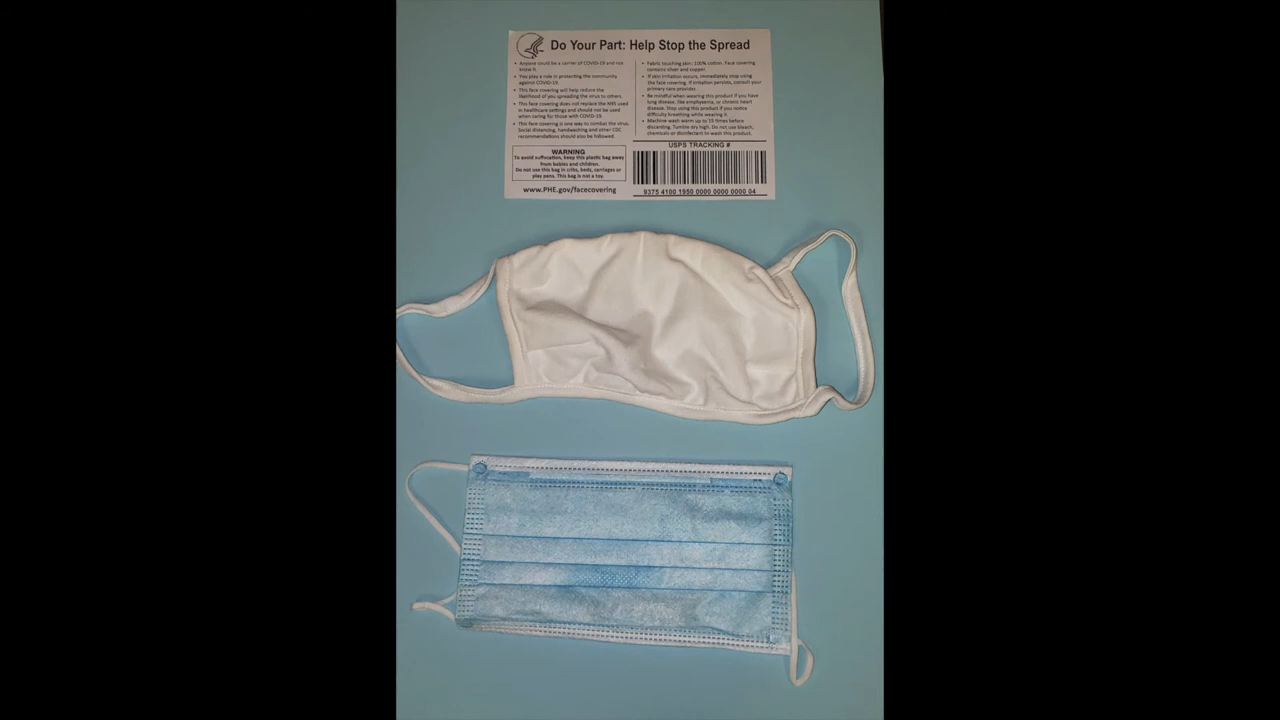 Do Your Part: Help Stop the Spread
• Anyone could be a carrier of COVID-19 and not
know it.
• You play a role in protecting the community
against COVID-19.
• This face covering will help reduce the
likelihood of you spreading the virus to others.
• This face covering does not replace the N95 used
in healthcare settings and should not be used
when caring for those with COVID-19.
• This face covering is one way to combat the virus.
Social distancing, handwashing and other CDC
recommendations should also be followed.
• Fabric touching skin: 100% cotton. Face covering
contains silver and copper.
• If skin irritation occurs, immediately stop using
the face covering. If irritation persists, consult your
primary care provider.
• Be mindful when wearing this product if you have
lung disease, like emphysema, or chronic heart
disease. Stop using this product if you notice
difficulty breathing while wearing it.
• Machine wash warm up to 15 times before
discarding. Tumble dry high. Do not use bleach,
chemicals or disinfectant to wash this product.
WARNING
To avoid suffocation, keep this plastic bag away
from babies and children.
Do not use this bag in cribs, beds, carriages or
play pens. This bag is not a toy.
www.PHE.gov/facecovering
USPS TRACKING #
9375 4100 1950 0000 0000 0000 04